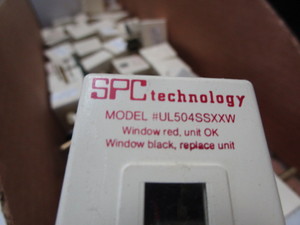 SPC technology
MODEL #UL504SSXXW
Window red, unit OK
Window black, replace unit